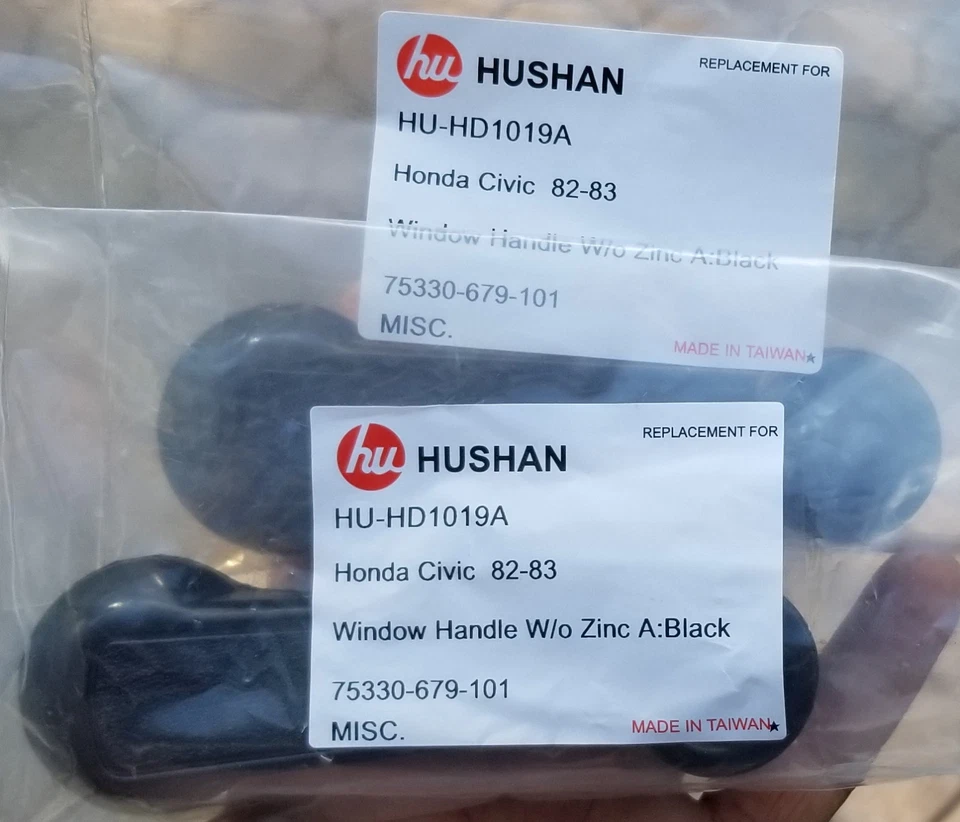 hu HUSHAN
REPLACEMENT FOR
HU-HD1019A
Honda Civic 82-83
Window Handle W/o Zinc A:Black
75330-679-101
MISC.
MADE IN TAIWAN★
hu HUSHAN
REPLACEMENT FOR
HU-HD1019A
Honda Civic 82-83
Window Handle W/o Zinc A:Black
75330-679-101
MISC.
MADE IN TAIWAN★